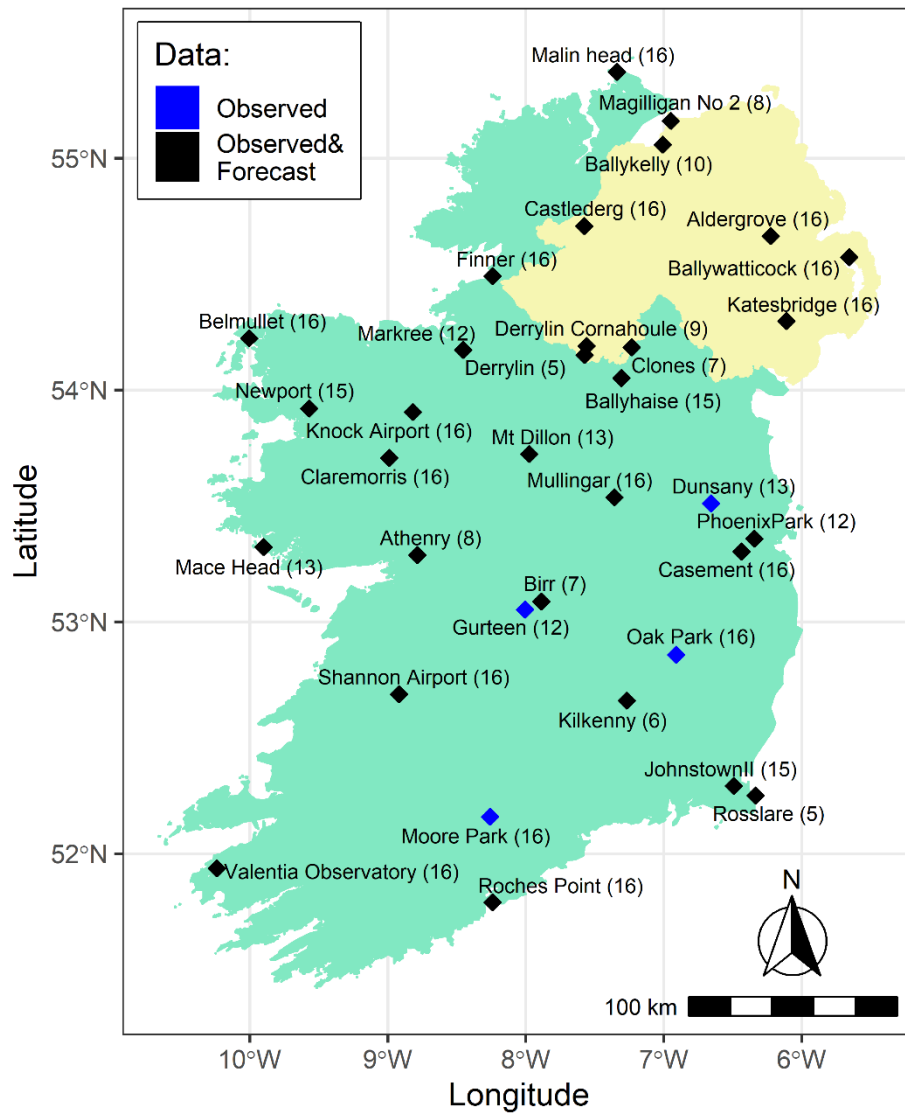 Data:
Observed
Observed&
Forecast
Malin head (16)
Magilligan No 2 (8)
Ballykelly (10)
Castlederg (16)
Aldergrove (16)
Finner (16)
Ballywatticock (16)
Katesbridge (16)
Belmullet (16)
Markree (12)
Derrylin Cornahoule (9)
Derrylin (5)
Clones (7)
Newport (15)
Ballyhaise (15)
Knock Airport (16)
Mt Dillon (13)
Claremorris (16)
Mullingar (16)
Dunsany (13)
PhoenixPark (12)
Athenry (8)
Mace Head (13)
Casement (16)
Birr (7)
Gurteen (12)
Oak Park (16)
Shannon Airport (16)
Kilkenny (6)
JohnstownII (15)
Rosslare (5)
Moore Park (16)
Valentia Observatory (16)
Roches Point (16)
N
100 km
55°N
54°N
53°N
52°N
Latitude
10°W 9°W 8°W 7°W 6°W
Longitude